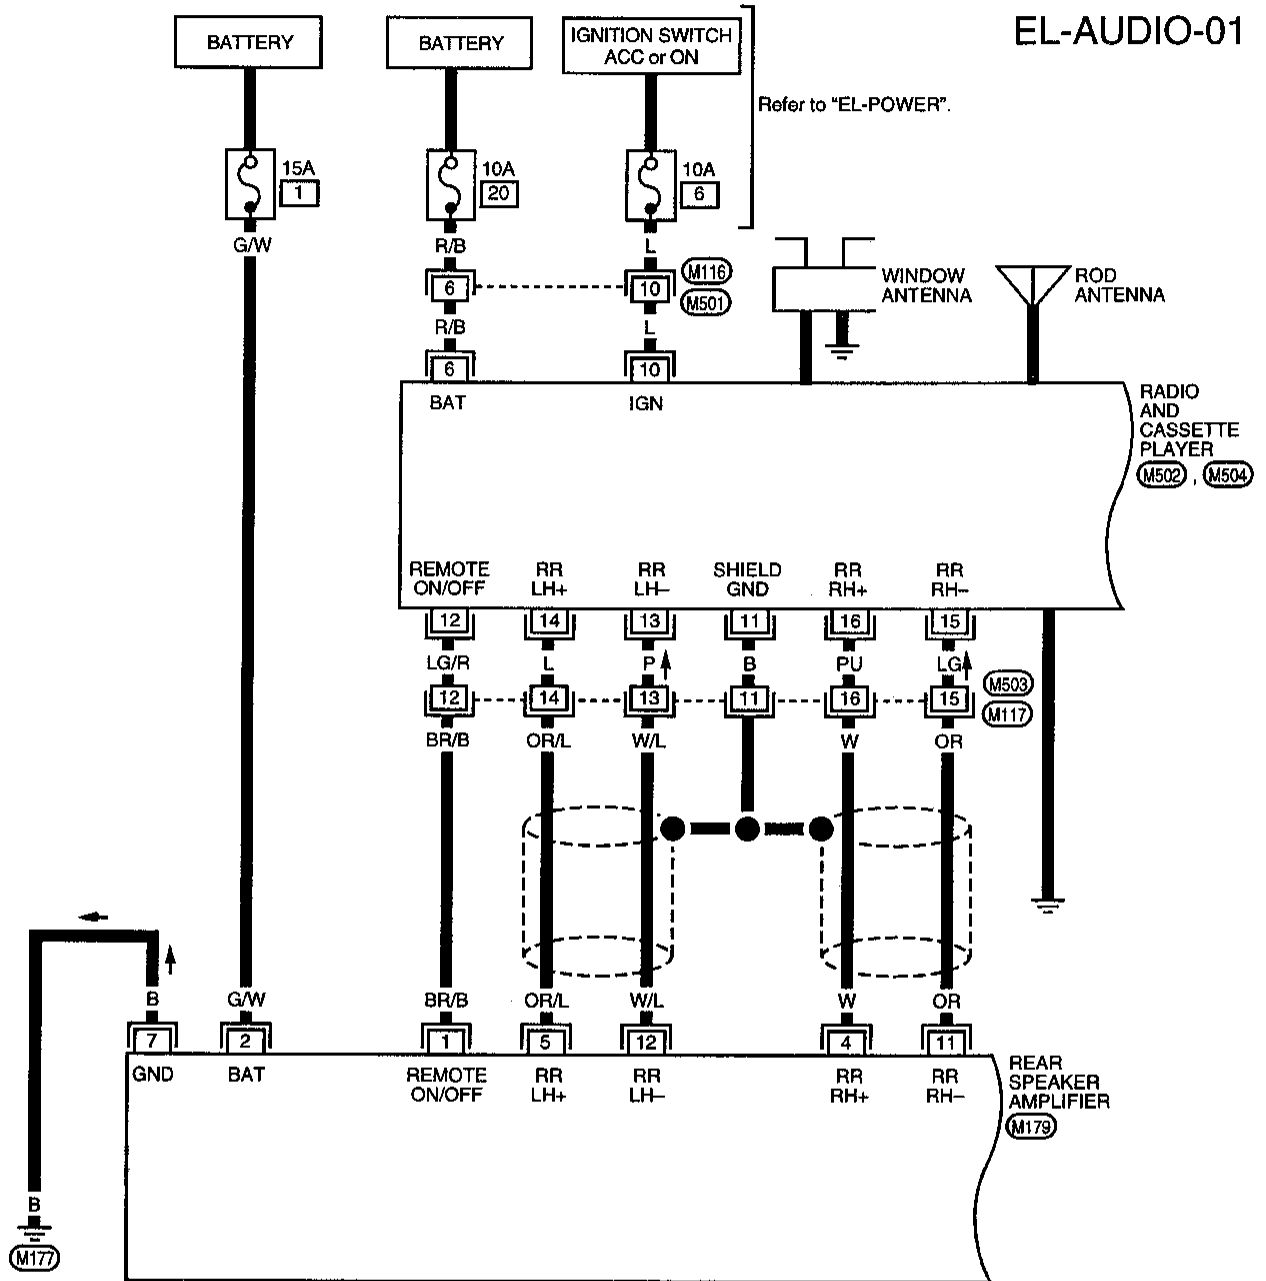 EL-AUDIO-01
BATTERY
BATTERY
IGNITION SWITCH
ACC or ON
Refer to “EL-POWER”.
15A
1
10A
20
10A
6
G/W
R/B
L
6
10
M116
M501
R/B
L
6
10
WINDOW
ANTENNA
ROD
ANTENNA
BAT
IGN
RADIO
AND
CASSETTE
PLAYER
M502 , M504
REMOTE
ON/OFF
RR
LH+
RR
LH–
SHIELD
GND
RR
RH+
RR
RH–
12
14
13
11
16
15
LG/R
L
P
B
PU
LG
12
14
13
11
16
15
M503
M117
BR/B
OR/L
W/L
W
OR
B
G/W
BR/B
OR/L
W/L
W
OR
7
2
1
5
12
4
11
GND
BAT
REMOTE
ON/OFF
RR
LH+
RR
LH–
RR
RH+
RR
RH–
REAR
SPEAKER
AMPLIFIER
M179
B
M177